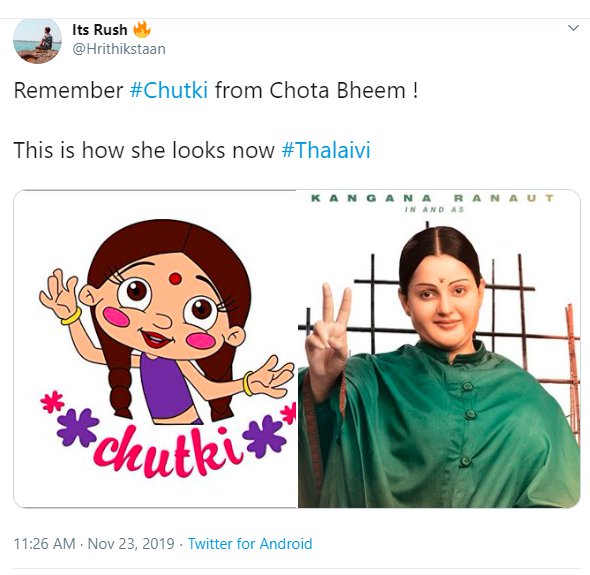 Its Rush 🔥
@Hrithikstaan
Remember #Chutki from Chota Bheem !
This is how she looks now #Thalaivi
chutki
KANGANA RANAUT
IN AND AS
11:26 AM · Nov 23, 2019 · Twitter for Android